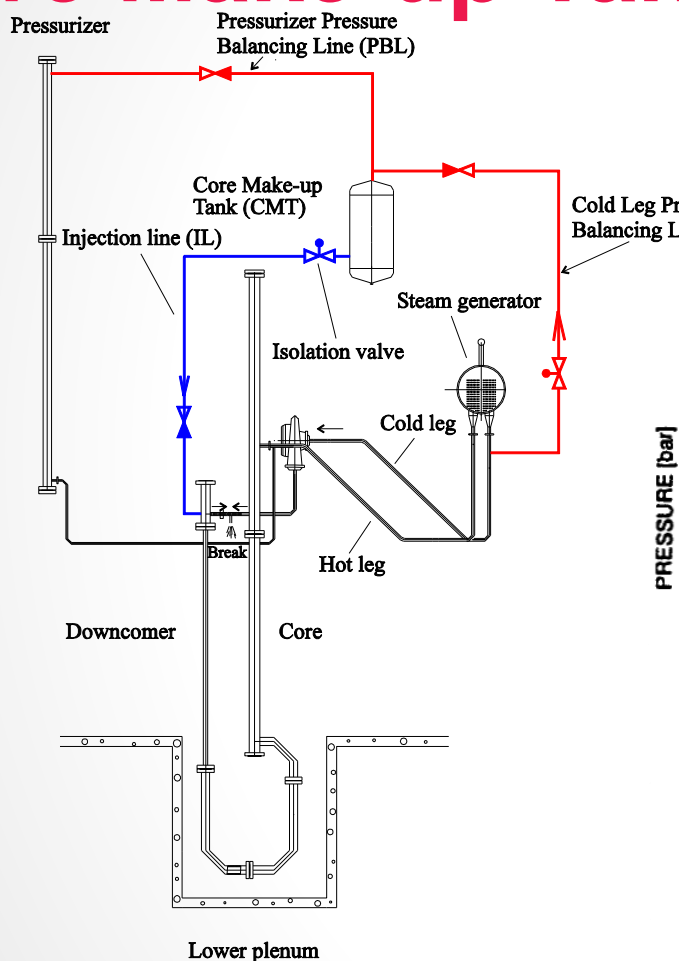 Pressurizer
Pressurizer Pressure
Balancing Line (PBL)
Core Make-up
Tank (CMT)
Cold Leg
Balancing
Injection line (IL)
Steam generator
Isolation valve
Cold leg
PRESSURE [bar]
Break
Hot leg
Downcomer
Core
Lower plenum